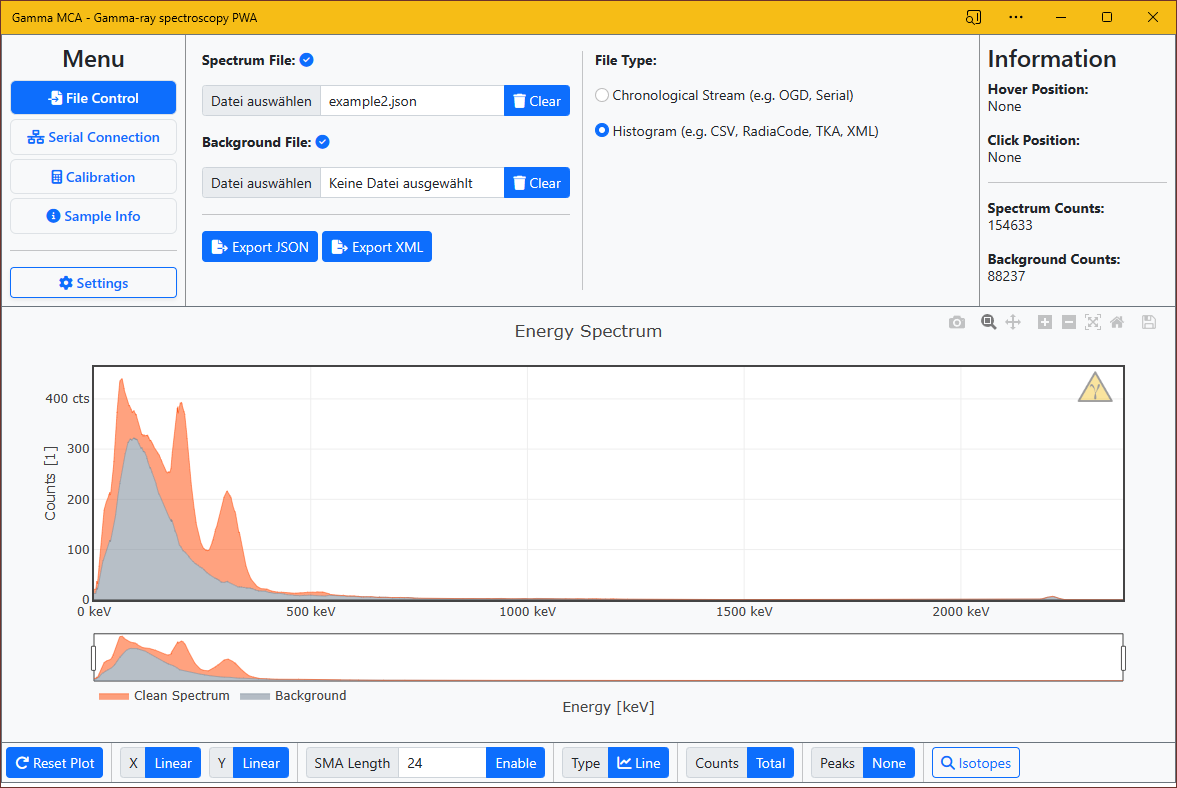 Gamma MCA - Gamma-ray spectroscopy PWA
Menu
File Control
Serial Connection
Calibration
Sample Info
Settings
Spectrum File:
Datei auswählen example2.json Clear
Background File:
Datei auswählen Keine Datei ausgewählt Clear
Export JSON Export XML
File Type:
Chronological Stream (e.g. OGD, Serial)
Histogram (e.g. CSV, RadiaCode, TKA, XML)
Information
Hover Position:
None
Click Position:
None
Spectrum Counts:
154633
Background Counts:
88237
Energy Spectrum
Counts [1]
400 cts
300
200
100
0
0 keV 500 keV 1000 keV 1500 keV 2000 keV
Clean Spectrum Background
Energy [keV]
Reset Plot X Linear Y Linear SMA Length 24 Enable Type Line Counts Total Peaks None Isotopes